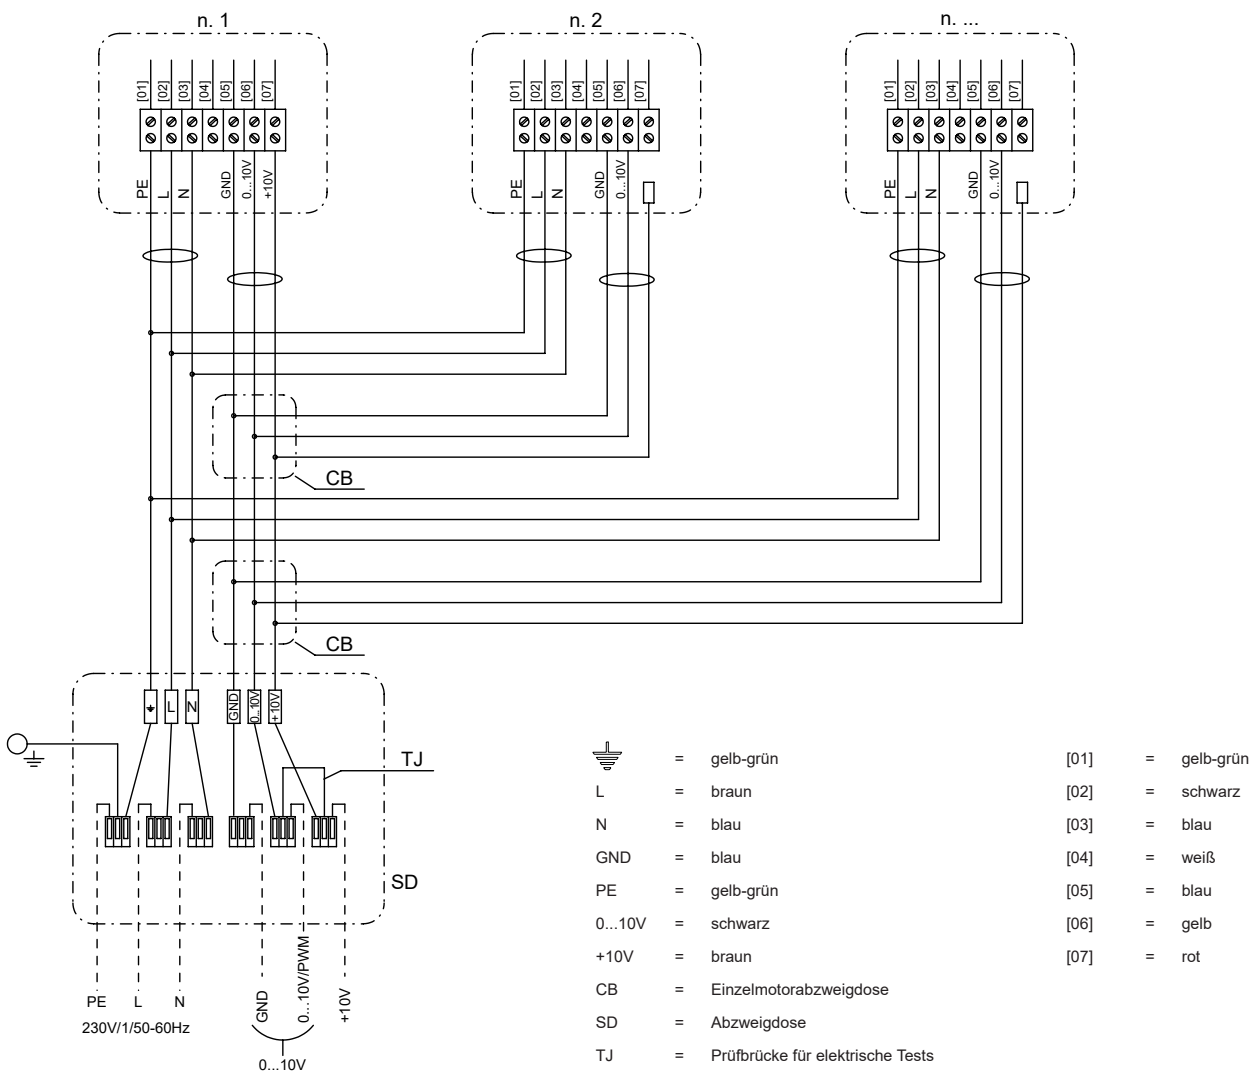 n. 1
n. 2
n. ...
[01] [02] [03] [04] [05] [06] [07]
[01] [02] [03] [04] [05] [06] [07]
[01] [02] [03] [04] [05] [06] [07]
PE L N GND 0...10V +10V
PE L N GND 0...10V
PE L N GND 0...10V
CB
CB
L N GND 0...10V +10V
TJ
SD
PE L N GND 0...10V/PWM +10V
230V/1/50-60Hz
0...10V
= gelb-grün
L = braun
N = blau
GND = blau
PE = gelb-grün
0...10V = schwarz
+10V = braun
CB = Einzelmotorabzweigdose
SD = Abzweigdose
TJ = Prüfbrücke für elektrische Tests
[01] = gelb-grün
[02] = schwarz
[03] = blau
[04] = weiß
[05] = blau
[06] = gelb
[07] = rot